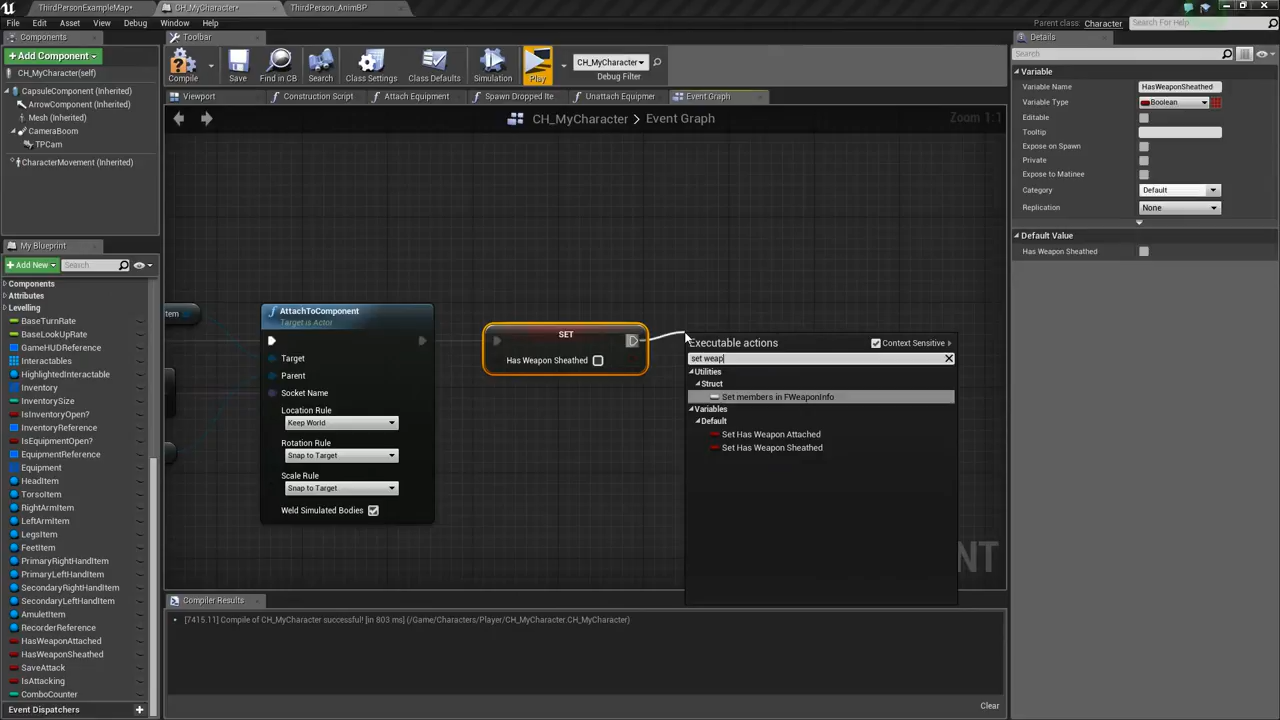 ThirdPersonExampleMap*
CH_MyCharacter*
ThirdPerson_AnimBP
File Edit Asset View Debug Window Help
Parent class: Character
Search For Help
Components
Toolbar
Details
+ Add Component
CH_MyCharacter(self)
CapsuleComponent (Inherited)
ArrowComponent (Inherited)
Mesh (Inherited)
CameraBoom
TPCam
CharacterMovement (Inherited)
Compile
Save
Find in CB
Search
Class Settings
Class Defaults
Simulation
Play
CH_MyCharacter
Debug Filter
Viewport
Construction Script
Attach Equipment
Spawn Dropped Ite
Unattach Equipmer
Event Graph
CH_MyCharacter > Event Graph
Zoom 1:1
My Blueprint
+ Add New
Search
Components
Attributes
Levelling
BaseTurnRate
BaseLookUpRate
GameHUDReference
Interactables
HighlightedInteractable
Inventory
IsInventoryOpen?
InventoryReference
IsEquipmentOpen?
EquipmentReference
Equipment
HeadItem
TorsoItem
RightArmItem
LeftArmItem
LegsItem
FeetItem
PrimaryRightHandItem
PrimaryLeftHandItem
SecondaryRightHandItem
SecondaryLeftHandItem
AmuletItem
RecorderReference
HasWeaponAttached
HasWeaponSheathed
SaveAttack
IsAttacking
ComboCounter
Event Dispatchers
tem
AttachToComponent
Target is Actor
Target
Parent
Socket Name
Location Rule
Keep World
Rotation Rule
Snap to Target
Scale Rule
Snap to Target
Weld Simulated Bodies
SET
Has Weapon Sheathed
Executable actions
Context Sensitive
set weap
Utilities
Struct
Set members in FWeaponInfo
Variables
Default
Set Has Weapon Attached
Set Has Weapon Sheathed
Compiler Results
[7415.11] Compile of CH_MyCharacter successful! [in 803 ms] (/Game/Characters/Player/CH_MyCharacter.CH_MyCharacter)
Clear
Search
Variable
Variable Name HasWeaponSheathed
Variable Type Boolean
Editable
Tooltip
Expose on Spawn
Private
Expose to Matinee
Category Default
Replication None
Default Value
Has Weapon Sheathed